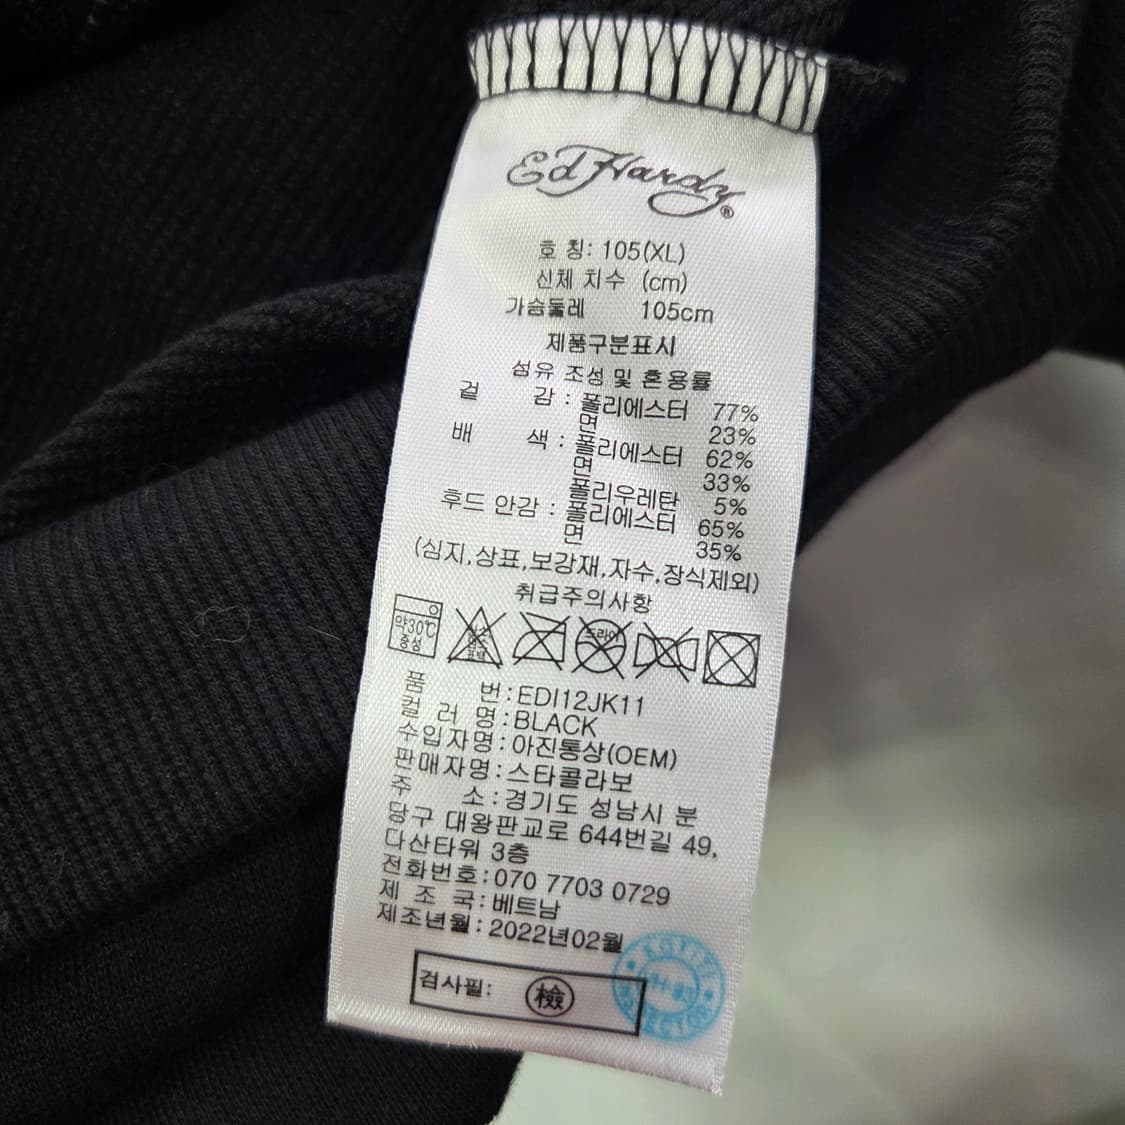 Ed Hardy®
호 칭: 105(XL)
신체 치수 (cm)
가슴둘레 105cm
제품구분표시
섬유 조성 및 혼용률
겉 감 : 폴리에스터 77%
면 23%
배 색 : 폴리에스터 62%
면 33%
폴리우레탄 5%
후드 안감 : 폴리에스터 65%
면 35%
(심지,상표,보강재,자수,장식제외)
취급주의사항
약30℃
중성
드라이
품 번:EDI12JK11
컬 러 명:BLACK
수입자명:아진통상(OEM)
판매자명:스타콜라보
주 소:경기도 성남시 분
당구 대왕판교로 644번길 49,
다산타워 3층
전화번호:070 7703 0729
제 조 국:베트남
제조년월:2022년02월
검사필: 檢